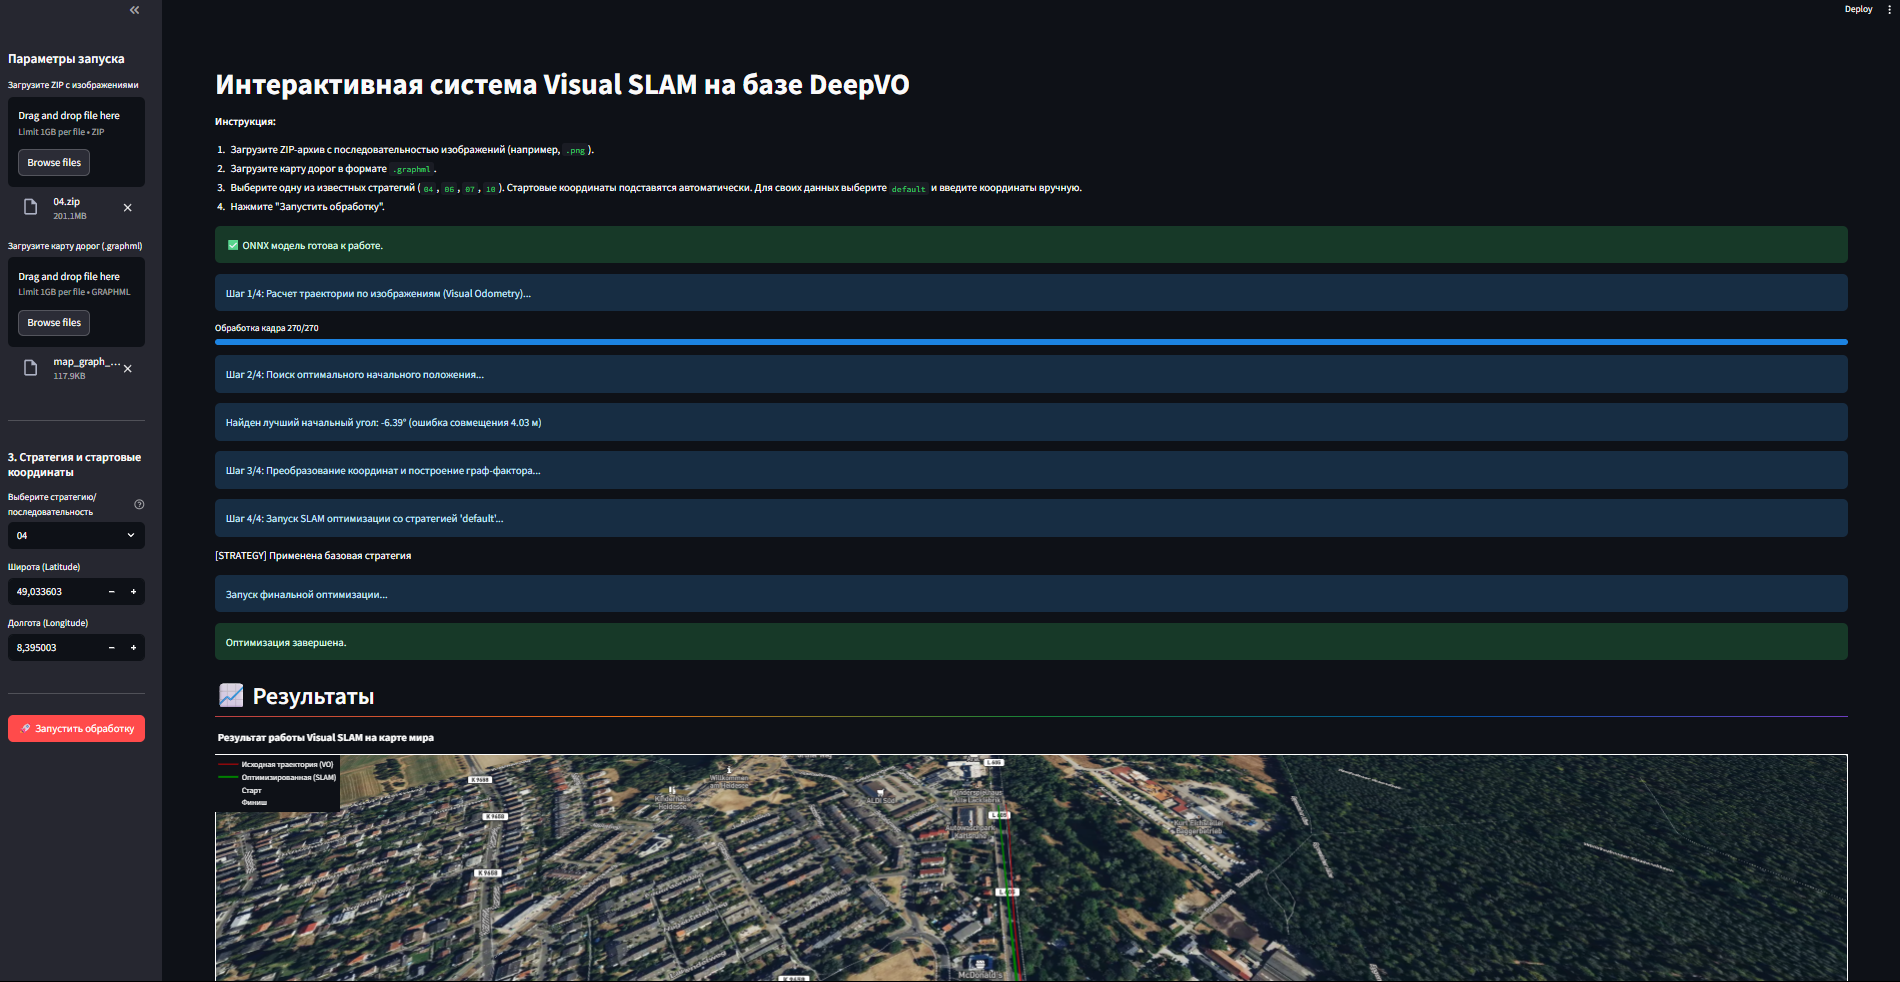 Deploy
Параметры запуска
Загрузите ZIP с изображениями
Drag and drop file here
Limit 1GB per file • ZIP
Browse files
04.zip
201.1MB
Загрузите карту дорог (.graphml)
Drag and drop file here
Limit 1GB per file • GRAPHML
Browse files
map_graph_...
117.9KB
3. Стратегия и стартовые
координаты
Выберите стратегию/
последовательность
04
Широта (Latitude)
49,033603
Долгота (Longitude)
8,395003
Запустить обработку
Интерактивная система Visual SLAM на базе DeepVO
Инструкция:
1. Загрузите ZIP-архив с последовательностью изображений (например, .png ).
2. Загрузите карту дорог в формате .graphml .
3. Выберите одну из известных стратегий ( 04 , 06 , 07 , 10 ). Стартовые координаты подставятся автоматически. Для своих данных выберите default и введите координаты вручную.
4. Нажмите "Запустить обработку".
ONNX модель готова к работе.
Шаг 1/4: Расчет траектории по изображениям (Visual Odometry)...
Обработка кадра 270/270
Шаг 2/4: Поиск оптимального начального положения...
Найден лучший начальный угол: -6.39° (ошибка совмещения 4.03 м)
Шаг 3/4: Преобразование координат и построение граф-фактора...
Шаг 4/4: Запуск SLAM оптимизации со стратегией 'default'...
[STRATEGY] Применена базовая стратегия
Запуск финальной оптимизации...
Оптимизация завершена.
Результаты
Результат работы Visual SLAM на карте мира
Исходная траектория (VO)
Оптимизированная (SLAM)
Старт
Финиш
K 9658
K 9658
K 9658
K 9658
Willkommen
am Heidesee
Kinderhaus
Heidesee
ALDI Süd
L 605
McDonald's